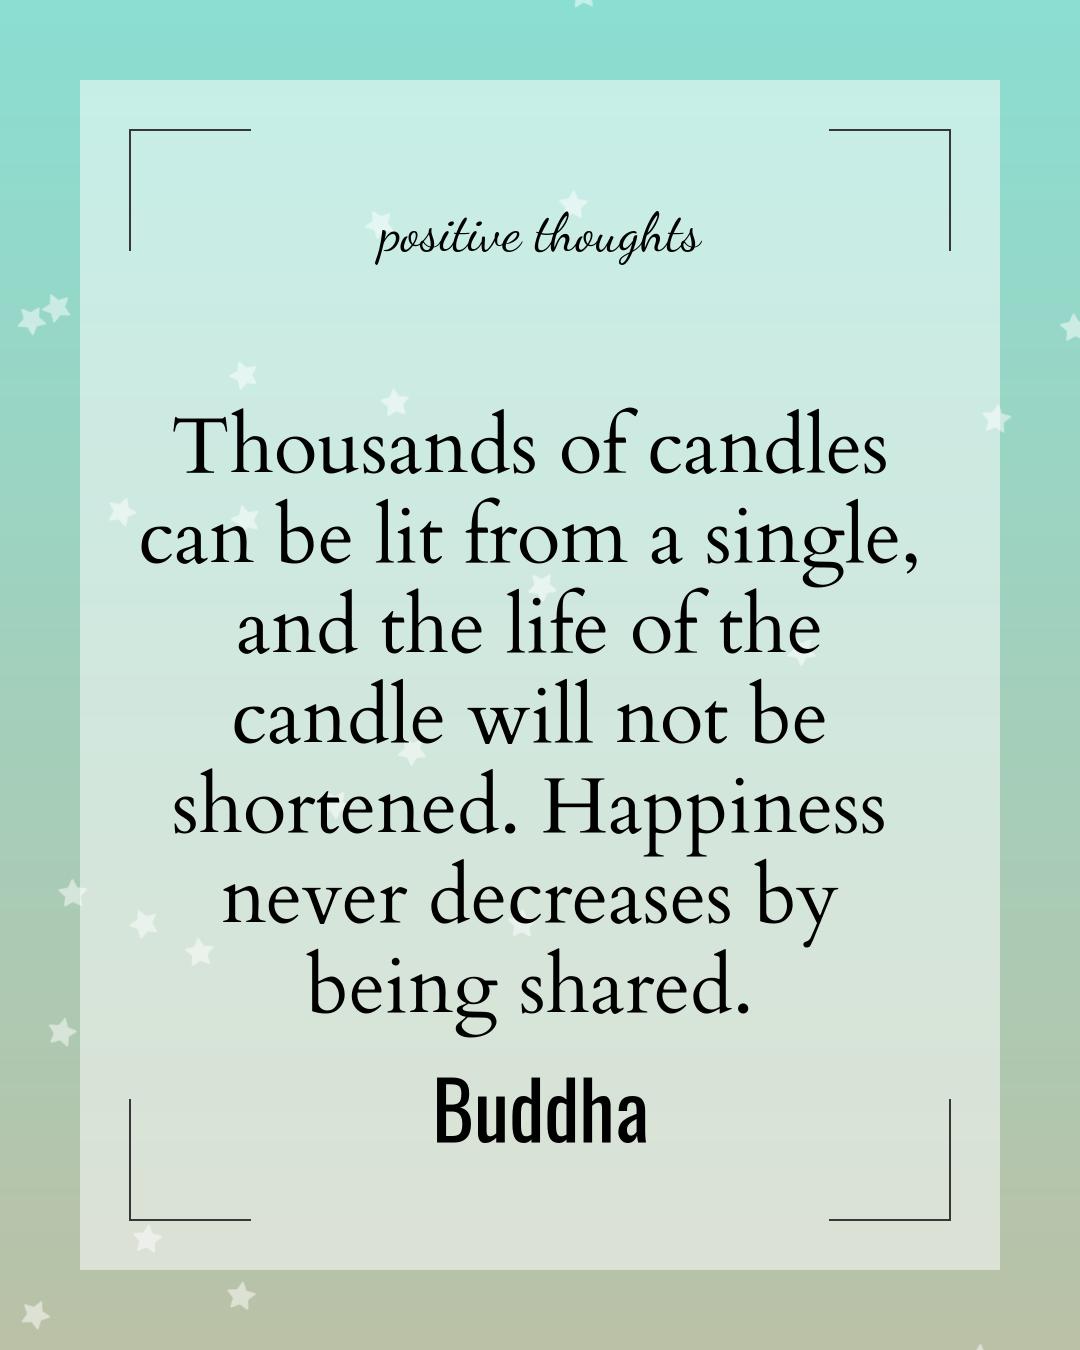 positive thoughts
Thousands of candles
can be lit from a single,
and the life of the
candle will not be
shortened. Happiness
never decreases by
being shared.
Buddha